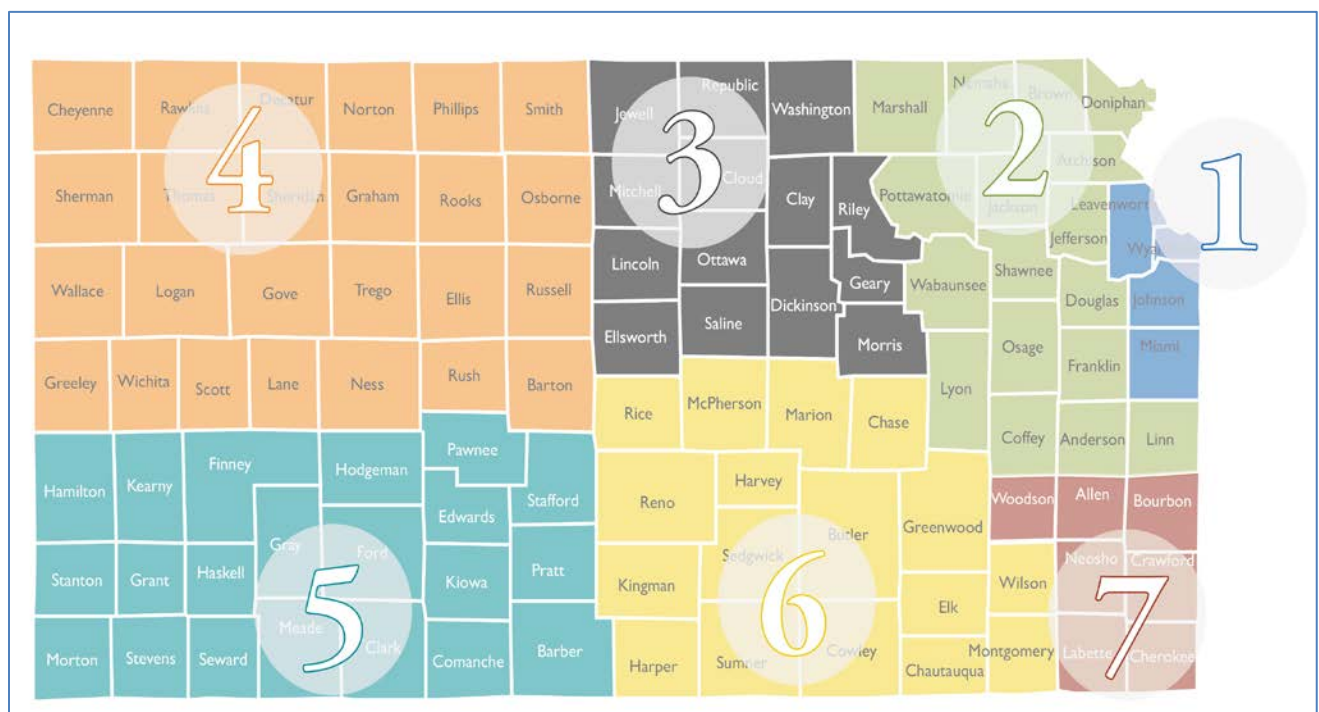 Cheyenne
Rawlins
Decatur
Norton
Phillips
Smith
Jewell
Republic
Washington
Marshall
Nemaha
Brown
Doniphan
4
3
2
1
Sherman
Thomas
Sheridan
Graham
Rooks
Osborne
Mitchell
Cloud
Clay
Riley
Pottawatomie
Jackson
Atchison
Leavenwort
Jefferson
Wya
Wallace
Logan
Gove
Trego
Ellis
Russell
Lincoln
Ottawa
Dickinson
Geary
Wabaunsee
Shawnee
Douglas
Johnson
Ellsworth
Saline
Morris
Osage
Franklin
Miami
Greeley
Wichita
Scott
Lane
Ness
Rush
Barton
Rice
McPherson
Marion
Chase
Lyon
Coffey
Anderson
Linn
Hamilton
Kearny
Finney
Hodgeman
Pawnee
Edwards
Stafford
Reno
Harvey
Butler
Greenwood
Woodson
Allen
Bourbon
Stanton
Grant
Haskell
Gray
Ford
Kiowa
Pratt
Kingman
Sedgwick
Elk
Wilson
Neosho
Crawford
5
6
7
Morton
Stevens
Seward
Meade
Clark
Comanche
Barber
Harper
Sumner
Cowley
Chautauqua
Montgomery
Labette
Cherokee